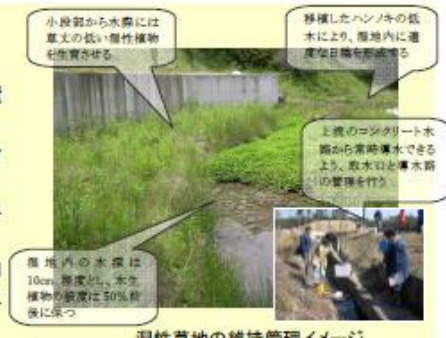 小段部から水際には
草丈の低い湿性植物
を生育させる
移植したハンノキの低
木により、湿地内に適
度な日陰を形成する
上流のコンクリート水
路から常時導水できる
よう、取水口と導水路
の管理を行う
湿地内の水深は
10cm 程度とし、水生
植物の被度は50%前
後に保つ
湿性草地の維持管理イメージ